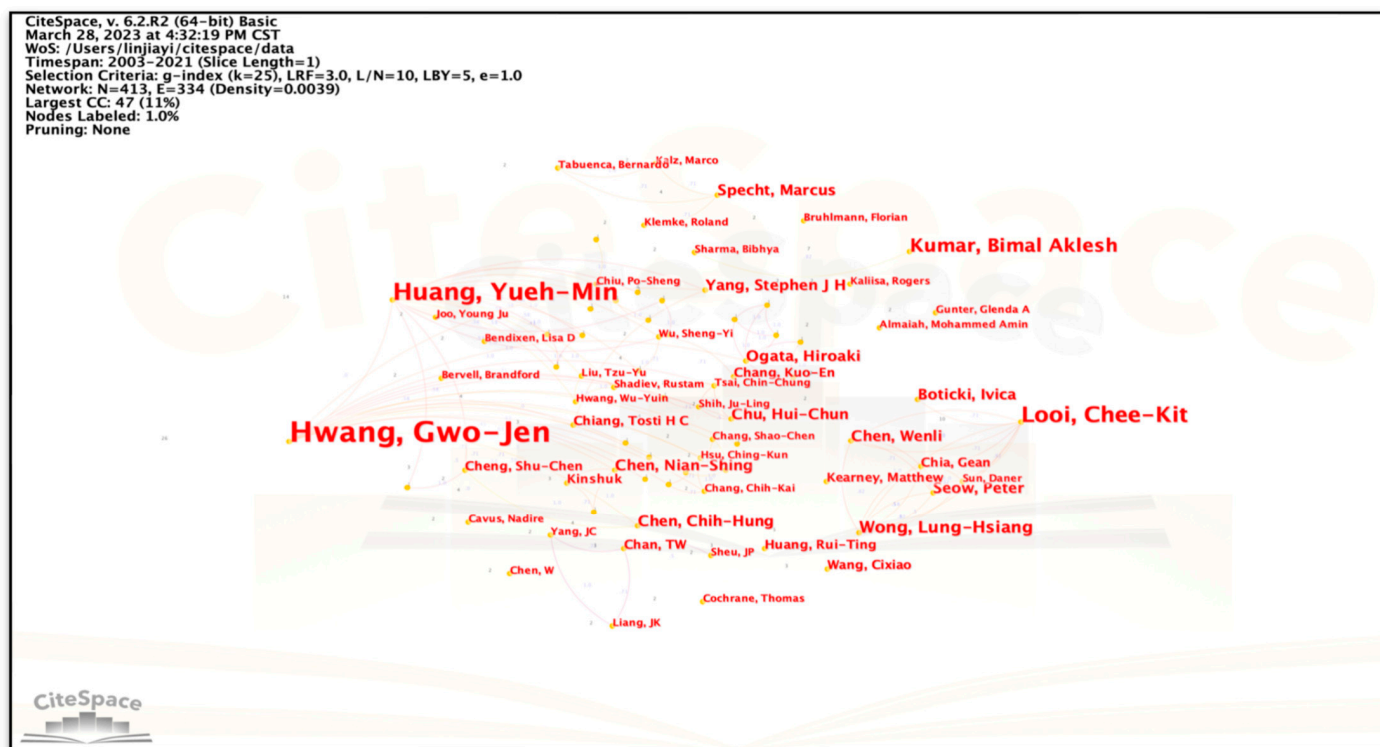 CiteSpace, v. 6.2.R2 (64-bit) Basic
March 28, 2023 at 4:32:19 PM CST
WoS: /Users/linjiayi/citespace/data
Timespan: 2003-2021 (Slice Length=1)
Selection Criteria: g-index (k=25), LRF=3.0, L/N=10, LBY=5, e=1.0
Network: N=413, E=334 (Density=0.0039)
Largest CC: 47 (11%)
Nodes Labeled: 1.0%
Pruning: None
CiteSpace
citespace
Tabuenca, Bernardo
Kalz, Marco
Specht, Marcus
Klemke, Roland
Bruhlmann, Florian
Sharma, Bibhya
Kumar, Bimal Aklesh
Chiu, Po-Sheng
Yang, Stephen J H
Kaliisa, Rogers
Huang, Yueh-Min
Joo, Young Ju
Gunter, Glenda A
Almaiah, Mohammed Amin
Bendixen, Lisa D
Wu, Sheng-Yi
Ogata, Hiroaki
Bervell, Brandford
Liu, Tzu-Yu
Chang, Kuo-En
Shadiev, Rustam
Tsai, Chin-Chung
Hwang, Wu-Yuin
Shih, Ju-Ling
Boticki, Ivica
Chu, Hui-Chun
Looi, Chee-Kit
Chiang, Tosti H C
Hwang, Gwo-Jen
Chang, Shao-Chen
Chen, Wenli
Hsu, Ching-Kun
Cheng, Shu-Chen
Chen, Nian-Shing
Chia, Gean
Kinshuk
Kearney, Matthew
Sun, Daner
Chang, Chih-Kai
Seow, Peter
Cavus, Nadire
Chen, Chih-Hung
Wong, Lung-Hsiang
Yang, JC
Chan, TW
Sheu, JP
Huang, Rui-Ting
Chen, W
Wang, Cixiao
Cochrane, Thomas
Liang, JK
CiteSpace